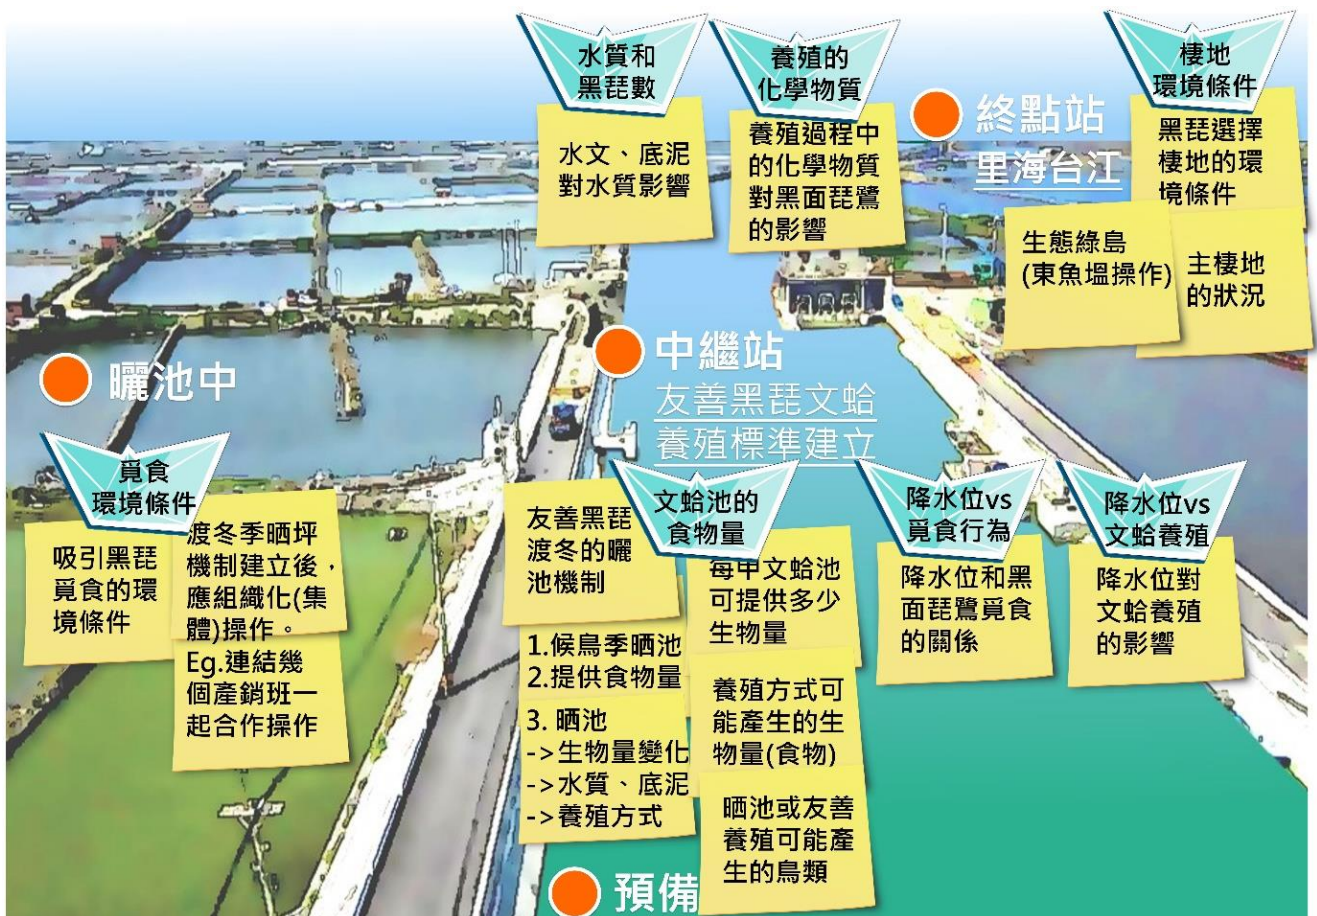 水質和
黑琵數
水文、底泥
對水質影響
養殖的
化學物質
養殖過程中
的化學物質
對黑面琵鷺
的影響
終點站
里海台江
棲地
環境條件
黑琵選擇
棲地的環
境條件
生態綠島
(東魚塭操作)
主棲地
的狀況
曬池中
覓食
環境條件
吸引黑琵
覓食的環
境條件
渡冬季晒坪
機制建立後，
應組織化(集
體)操作。
Eg.連結幾
個產銷班一
起合作操作
中繼站
友善黑琵文蛤
養殖標準建立
友善黑琵
渡冬的曬
池機制
1.候鳥季晒池
2.提供食物量
3. 晒池
->生物量變化
->水質、底泥
->養殖方式
文蛤池的
食物量
每甲文蛤池
可提供多少
生物量
養殖方式可
能產生的生
物量(食物)
晒池或友善
養殖可能產
生的鳥類
降水位vs
覓食行為
降水位和黑
面琵鷺覓食
的關係
降水位vs
文蛤養殖
降水位對
文蛤養殖
的影響
預備